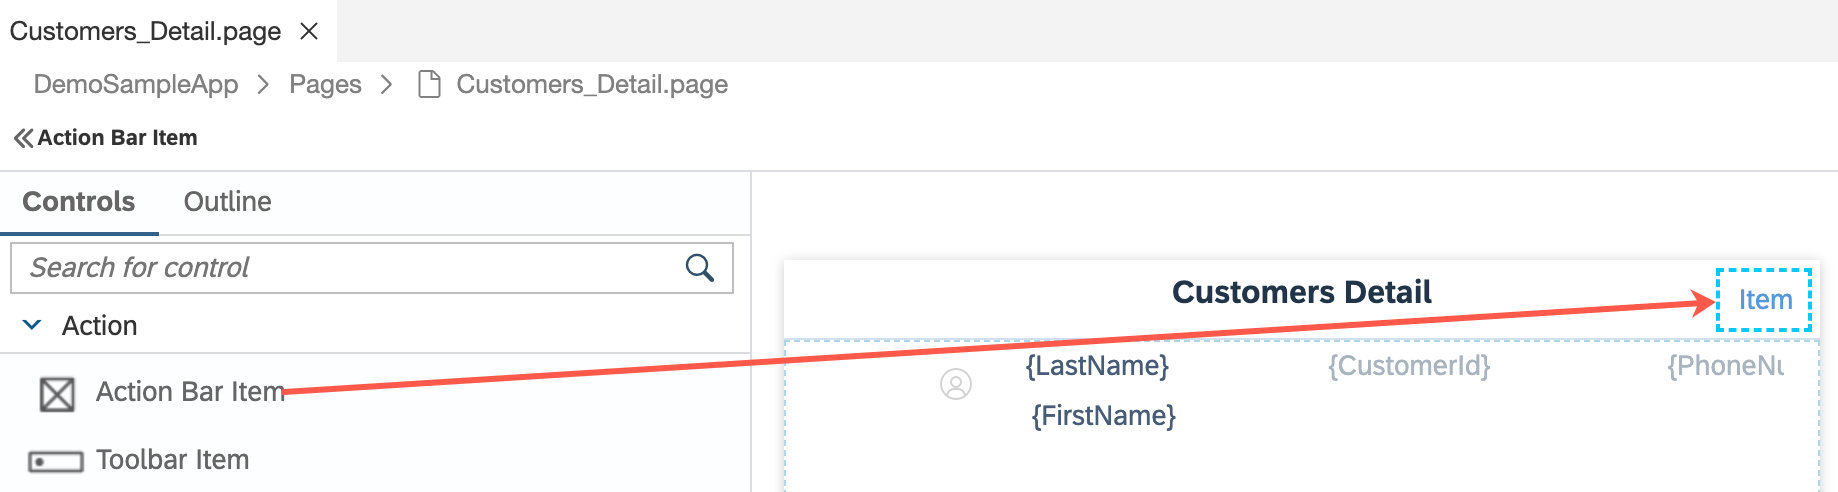 Customers_Detail.page
DemoSampleApp > Pages > Customers_Detail.page
Action Bar Item
Controls Outline
Search for control
Action
Action Bar Item
Toolbar Item
Customers Detail Item
{LastName} {CustomerId} {PhoneNu
{FirstName}